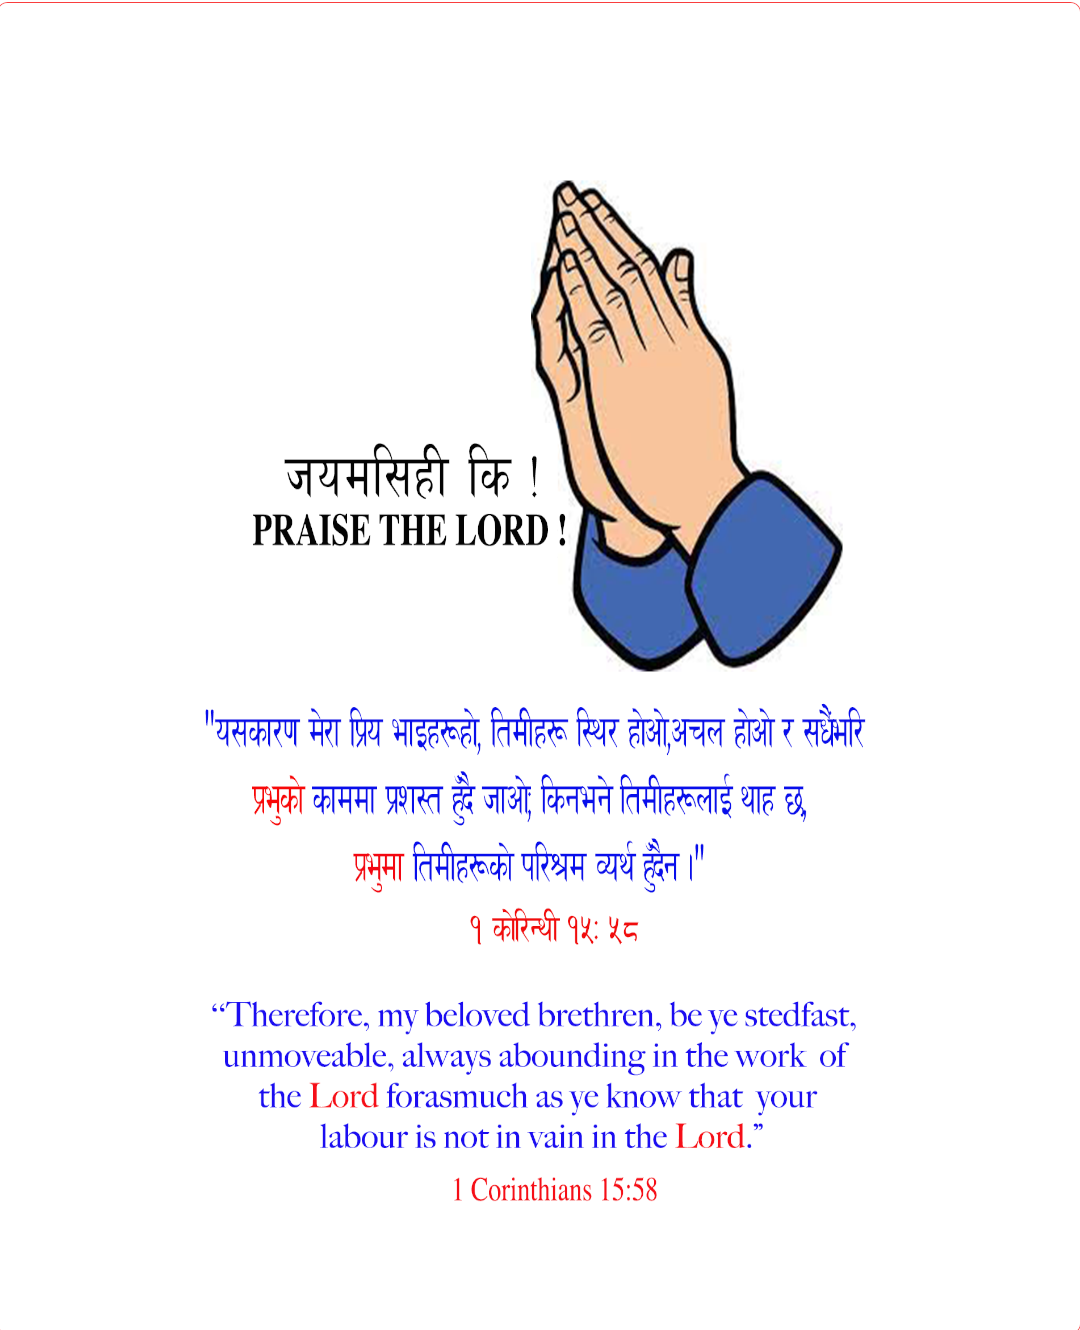 जयमसिही कि !
PRAISE THE LORD !
"यसकारण मेरा प्रिय भाइहरूहो, तिमीहरू स्थिर होओ,अचल होओ र सधैंभरि
प्रभुको काममा प्रशस्त हुँदै जाओ; किनभने तिमीहरूलाई थाह छ,
प्रभुमा तिमीहरूको परिश्रम व्यर्थ हुँदैन ।"
१ कोरिन्थी १५: ५८
“Therefore, my beloved brethren, be ye stedfast,
unmoveable, always abounding in the work of
the Lord forasmuch as ye know that your
labour is not in vain in the Lord.”
1 Corinthians 15:58